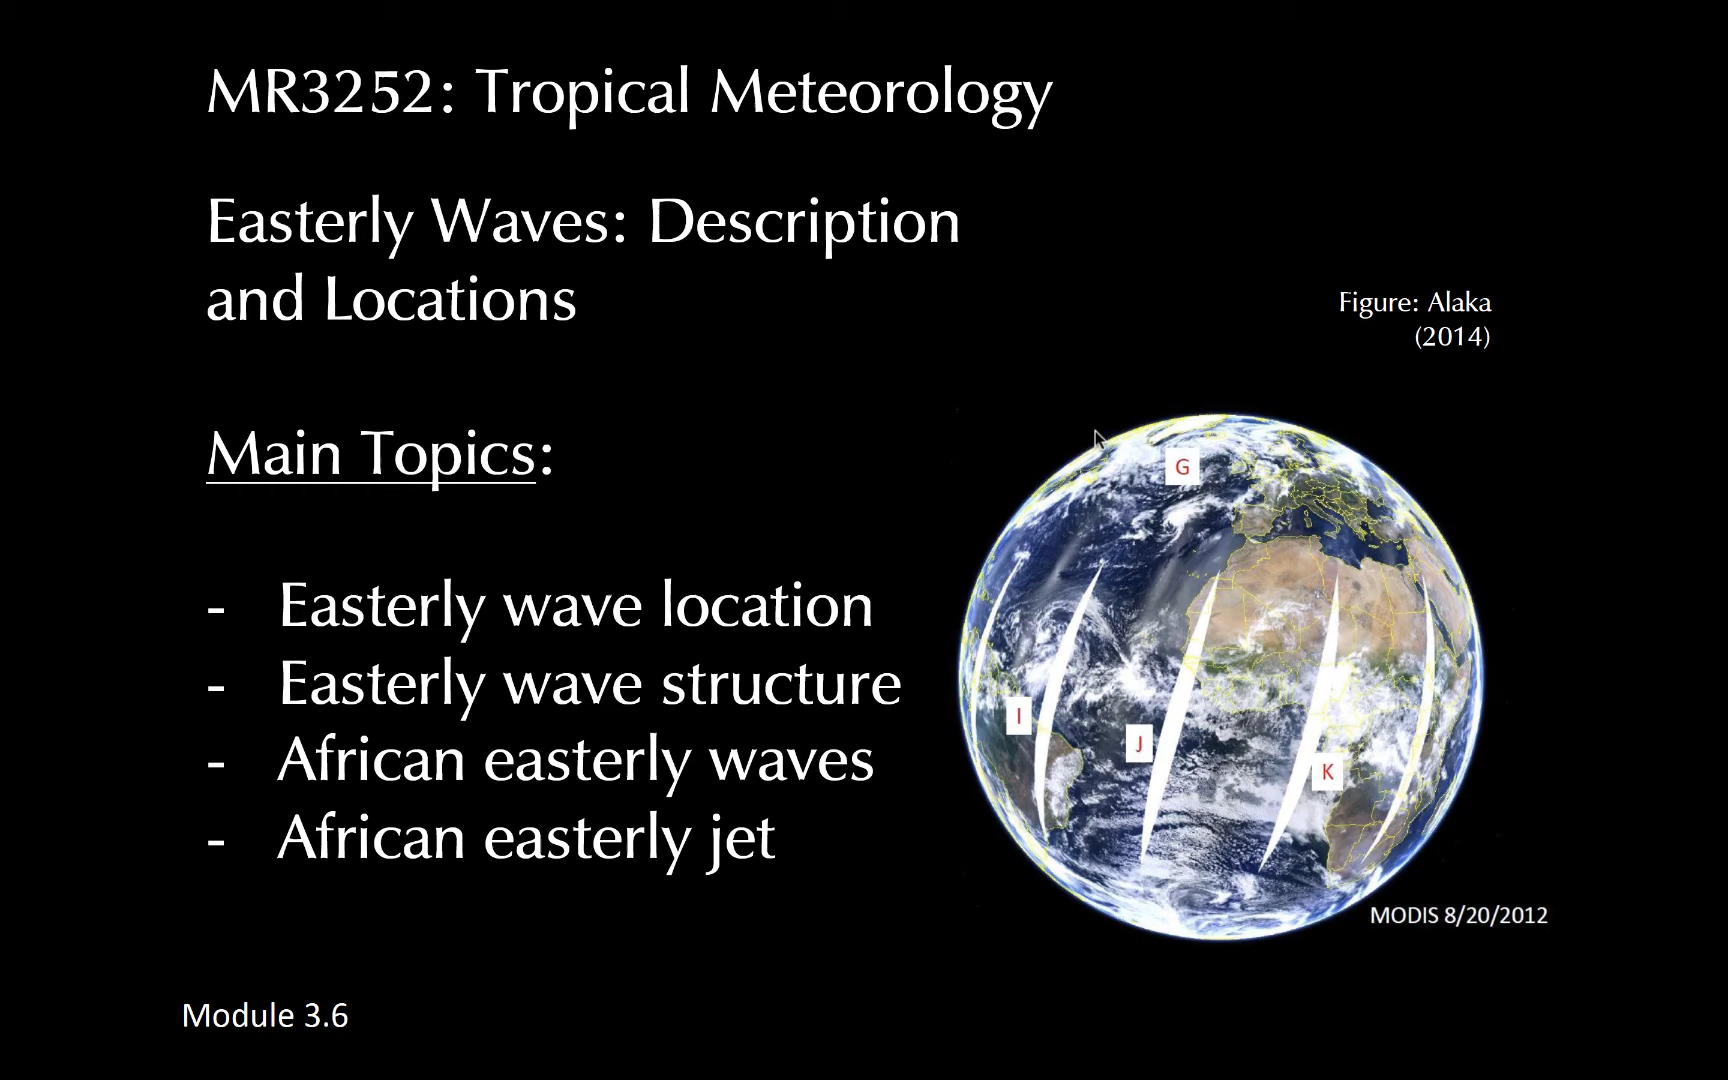 MR3252: Tropical Meteorology
Easterly Waves: Description
and Locations
Figure: Alaka
(2014)
Main Topics:
- Easterly wave location
- Easterly wave structure
- African easterly waves
- African easterly jet
G
I
J
K
MODIS 8/20/2012
Module 3.6